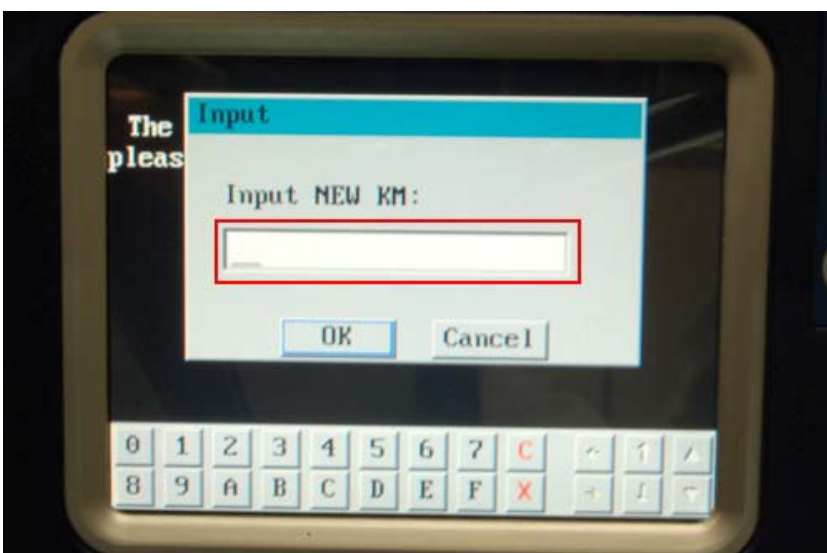 Input
The
pleas
Input NEW KM:
OK Cancel
0 1 2 3 4 5 6 7 C
8 9 A B C D E F X